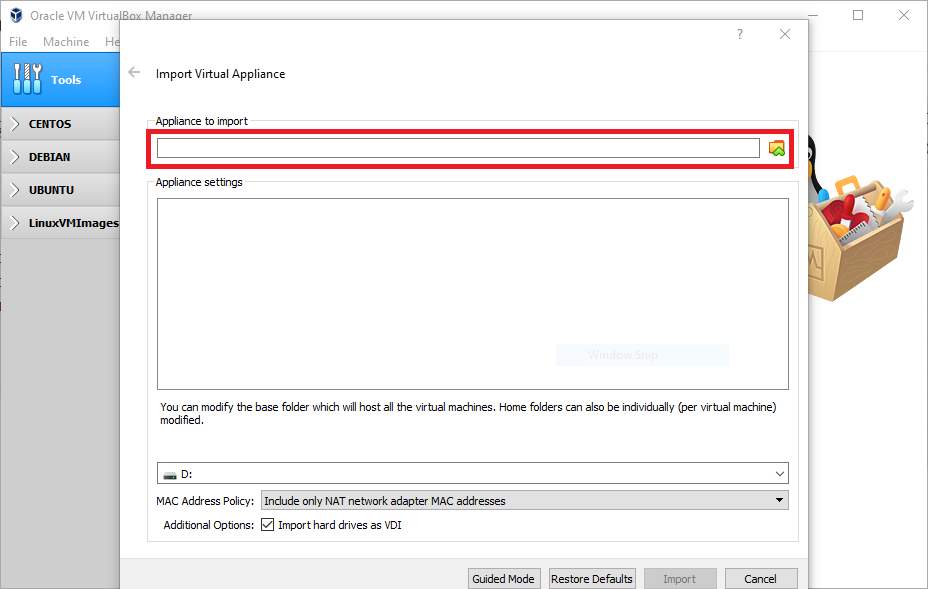 Oracle VM VirtualBox Manager
File Machine He
?
Import Virtual Appliance
Tools
CENTOS
DEBIAN
UBUNTU
LinuxVMImages
Appliance to import
Appliance settings
Window Snip
You can modify the base folder which will host all the virtual machines. Home folders can also be individually (per virtual machine)
modified.
D:
MAC Address Policy: Include only NAT network adapter MAC addresses
Additional Options: Import hard drives as VDI
Guided Mode Restore Defaults Import Cancel